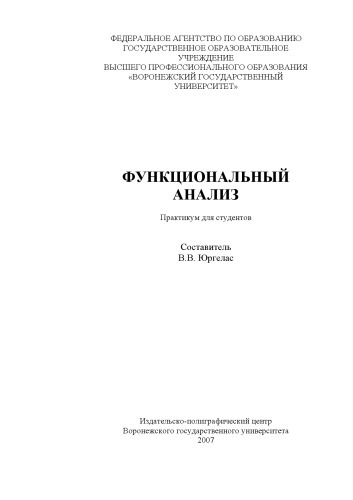 ФЕДЕРАЛЬНОЕ АГЕНТСТВО ПО ОБРАЗОВАНИЮ
ГОСУДАРСТВЕННОЕ ОБРАЗОВАТЕЛЬНОЕ
УЧРЕЖДЕНИЕ
ВЫСШЕГО ПРОФЕССИОНАЛЬНОГО ОБРАЗОВАНИЯ
«ВОРОНЕЖСКИЙ ГОСУДАРСТВЕННЫЙ
УНИВЕРСИТЕТ»
ФУНКЦИОНАЛЬНЫЙ
АНАЛИЗ
Практикум для студентов
Составитель
В.В. Юргелас
Издательско-полиграфический центр
Воронежского государственного университета
2007